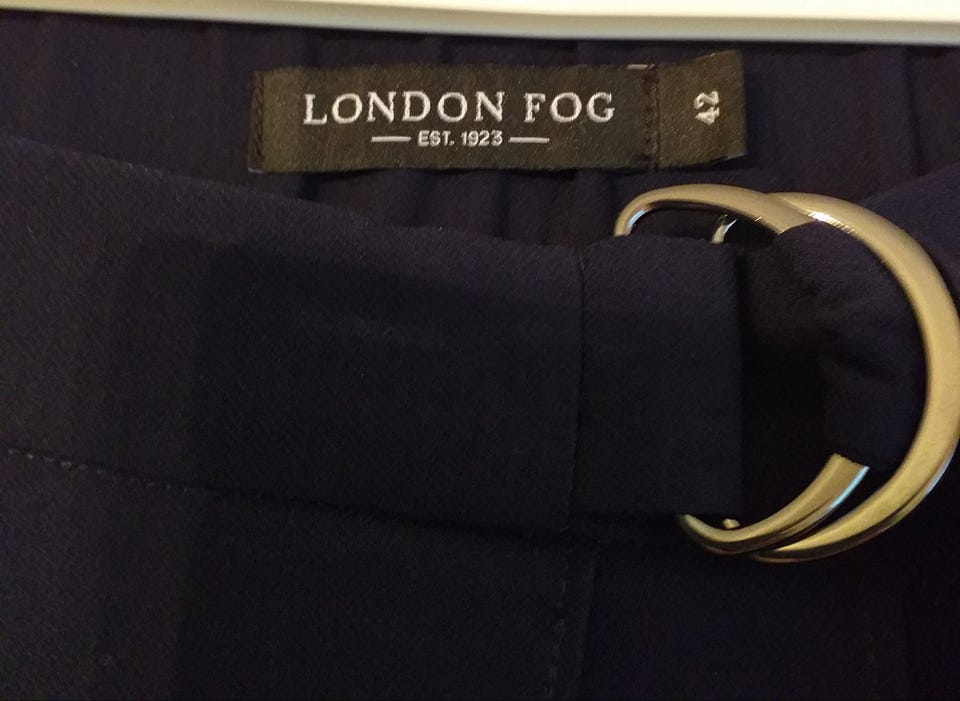 LONDON FOG
EST. 1923
42